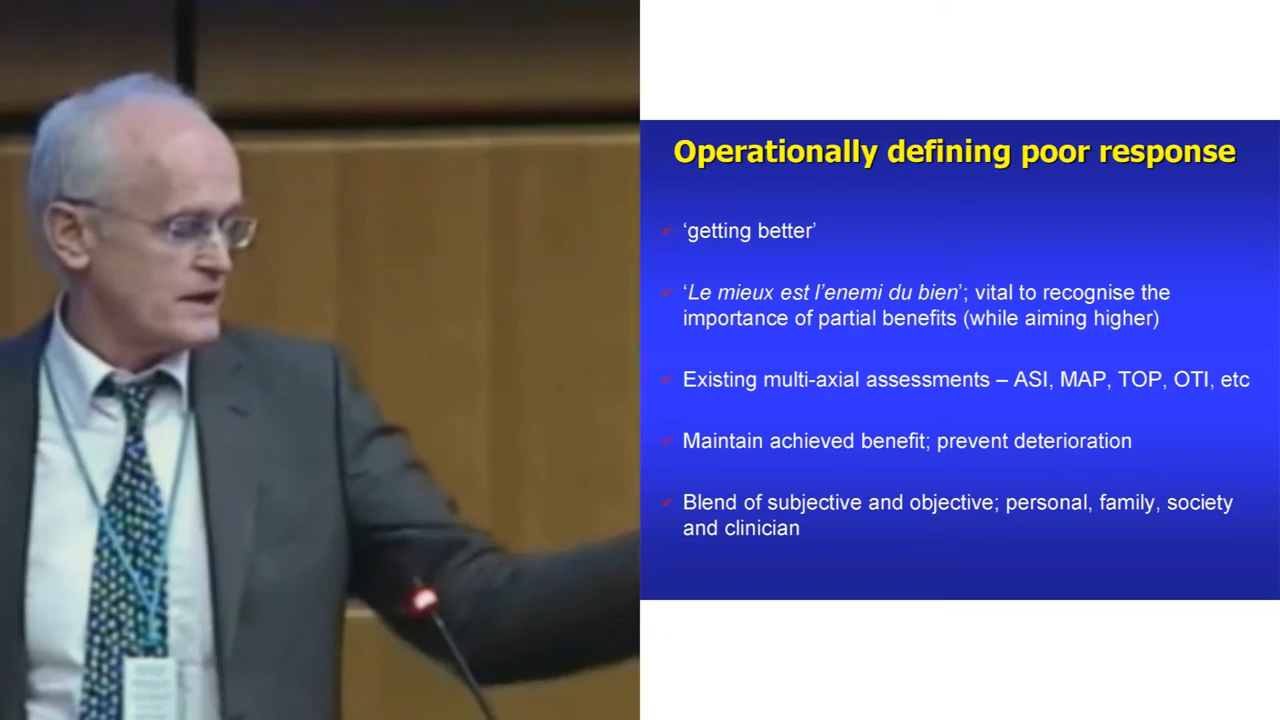 Operationally defining poor response
‘getting better’
‘Le mieux est l’enemi du bien’; vital to recognise the
importance of partial benefits (while aiming higher)
Existing multi-axial assessments – ASI, MAP, TOP, OTI, etc
Maintain achieved benefit; prevent deterioration
Blend of subjective and objective; personal, family, society
and clinician